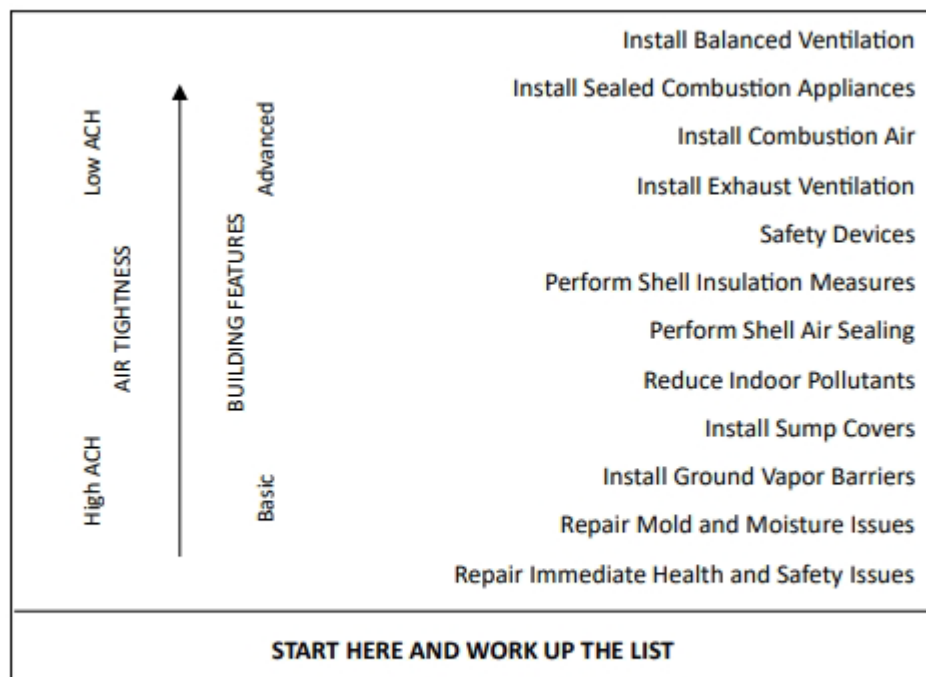 Install Balanced Ventilation
Install Sealed Combustion Appliances
Install Combustion Air
Install Exhaust Ventilation
Safety Devices
Perform Shell Insulation Measures
Perform Shell Air Sealing
Reduce Indoor Pollutants
Install Sump Covers
Install Ground Vapor Barriers
Repair Mold and Moisture Issues
Repair Immediate Health and Safety Issues
Low ACH
AIR TIGHTNESS
High ACH
Advanced
BUILDING FEATURES
Basic
START HERE AND WORK UP THE LIST